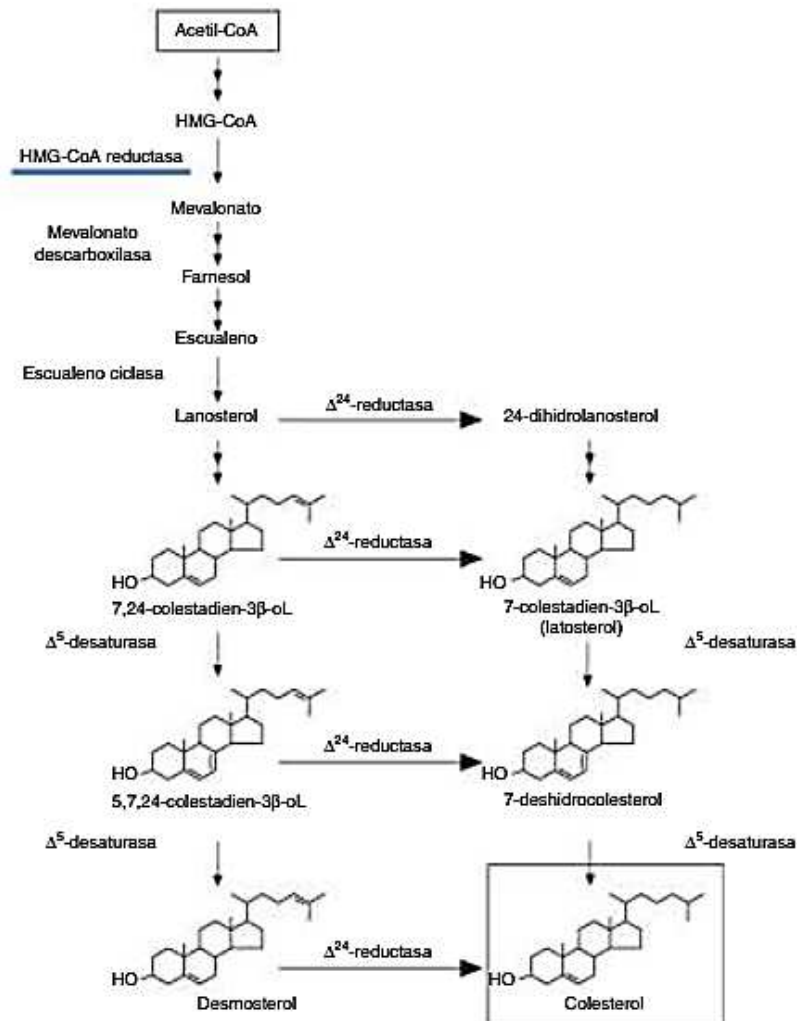 Acetil-CoA
HMG-CoA
HMG-CoA reductasa
Mevalonato
Mevalonato
descarboxilasa
Farnesol
Escualeno
Escualeno ciclasa
Lanosterol
Δ²⁴-reductasa
24-dihidrolanosterol
HO
Δ²⁴-reductasa
HO
7,24-colestadien-3β-oL
7-colestadien-3β-oL
(latosterol)
Δ⁵-desaturasa
Δ⁵-desaturasa
HO
Δ²⁴-reductasa
HO
5,7,24-colestadien-3β-oL
7-deshidrocolesterol
Δ⁵-desaturasa
Δ⁵-desaturasa
HO
Δ²⁴-reductasa
HO
Desmosterol
Colesterol